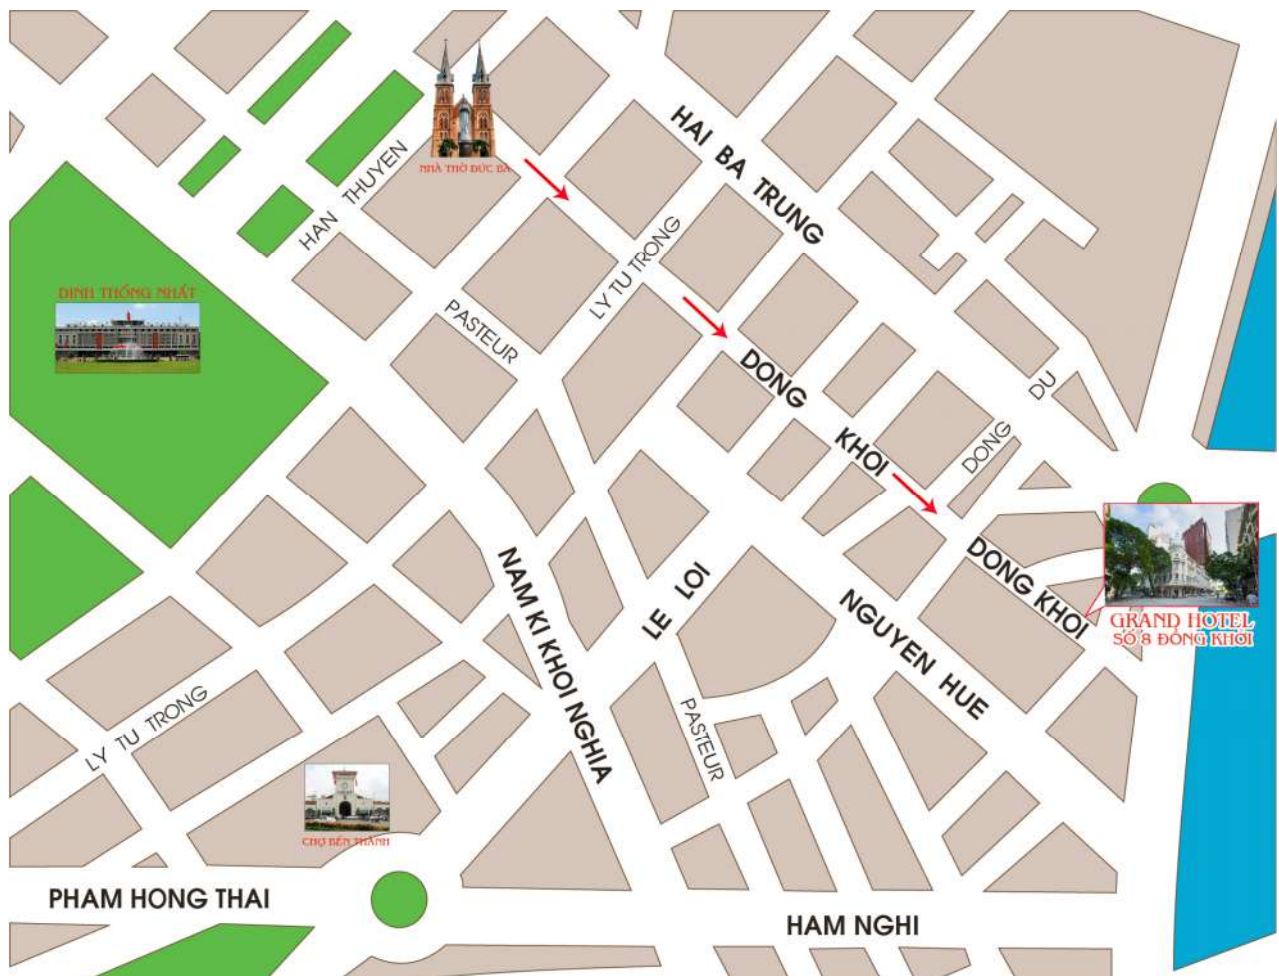 HAI BA TRUNG
NHÀ THỜ ĐỨC BÀ
HAN THUYEN
LY TU TRONG
DINH THỐNG NHẤT
PASTEUR
DONG KHOI
DU
DONG
DONG KHOI
GRAND HOTEL
SỐ 8 ĐỒNG KHỞI
NAM KI KHOI NGHIA
LE LOI
NGUYEN HUE
PASTEUR
LY TU TRONG
CHỢ BẾN THÀNH
PHAM HONG THAI
HAM NGHI